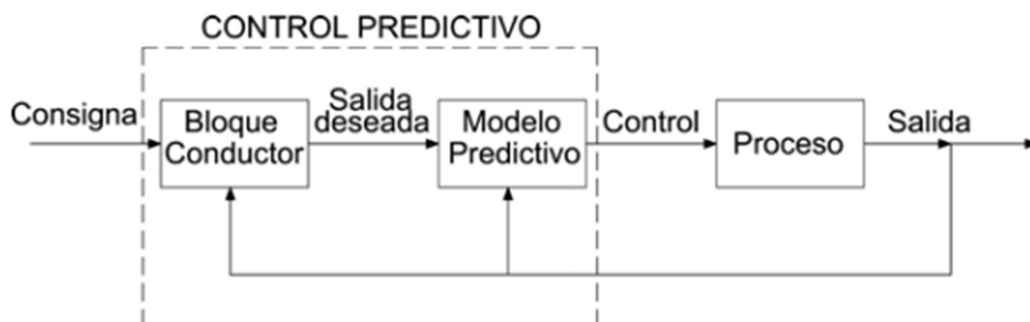 CONTROL PREDICTIVO
Consigna
Bloque
Conductor
Salida
deseada
Modelo
Predictivo
Control
Proceso
Salida